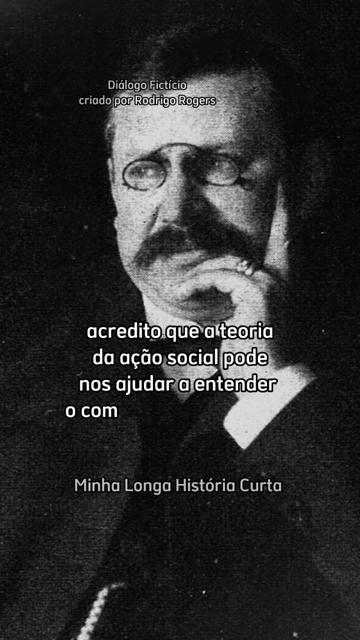 Diálogo Fictício
criado por Rodrigo Rogers
acredito que a teoria
da ação social pode
nos ajudar a entender
o com
Minha Longa História Curta